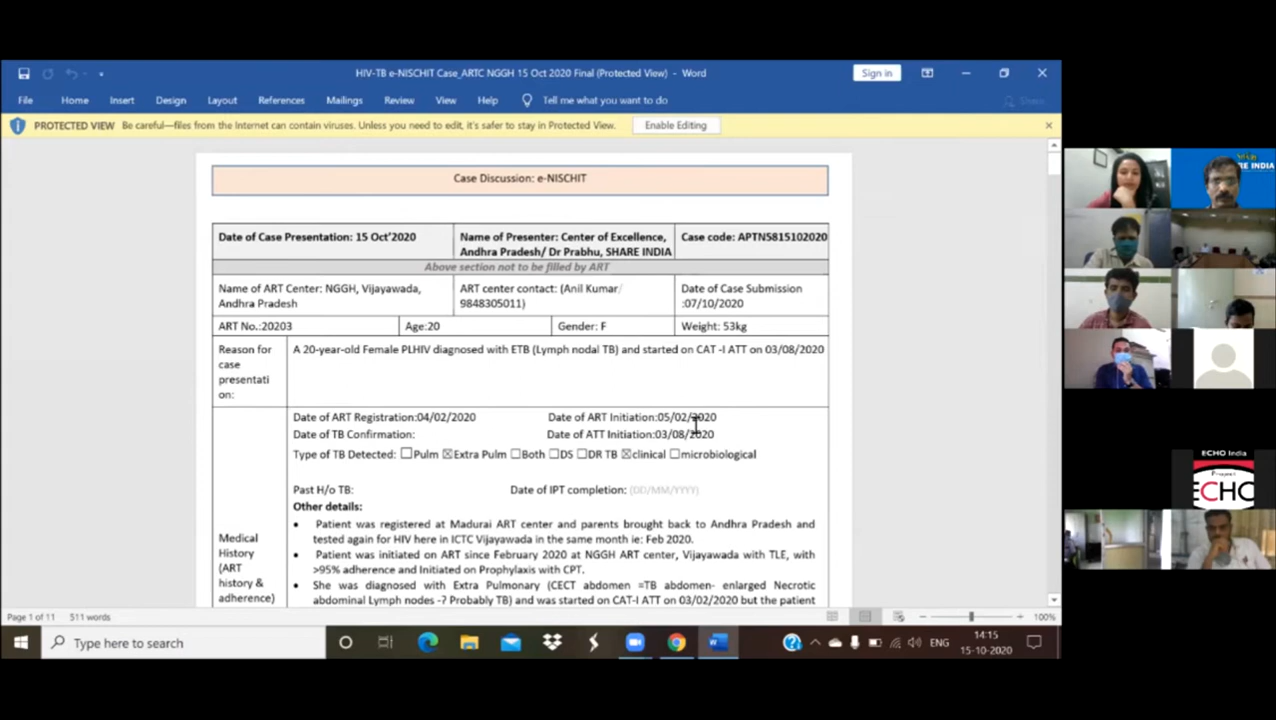 HIV-TB e-NISCHIT Case_ARTC NGGH 15 Oct 2020 Final (Protected View) - Word
Sign in
File Home Insert Design Layout References Mailings Review View Help Tell me what you want to do Share
PROTECTED VIEW Be careful—files from the Internet can contain viruses. Unless you need to edit, it's safer to stay in Protected View. Enable Editing
Case Discussion: e-NISCHIT
Date of Case Presentation: 15 Oct'2020
Name of Presenter: Center of Excellence,
Andhra Pradesh/ Dr Prabhu, SHARE INDIA
Case code: APTN5815102020
Above section not to be filled by ART
Name of ART Center: NGGH, Vijayawada,
Andhra Pradesh
ART center contact: (Anil Kumar/
9848305011)
Date of Case Submission
:07/10/2020
ART No.:20203 Age:20 Gender: F Weight: 53kg
Reason for
case
presentati
on:
A 20-year-old Female PLHIV diagnosed with ETB (Lymph nodal TB) and started on CAT -I ATT on 03/08/2020
Date of ART Registration:04/02/2020 Date of ART Initiation:05/02/2020
Date of TB Confirmation: Date of ATT Initiation:03/08/2020
Type of TB Detected: ☐Pulm ☒Extra Pulm ☐Both ☐DS ☐DR TB ☒clinical ☐microbiological
Past H/o TB: Date of IPT completion: (DD/MM/YYYY)
Other details:
• Patient was registered at Madurai ART center and parents brought back to Andhra Pradesh and
tested again for HIV here in ICTC Vijayawada in the same month ie: Feb 2020.
• Patient was initiated on ART since February 2020 at NGGH ART center, Vijayawada with TLE, with
>95% adherence and Initiated on Prophylaxis with CPT.
• She was diagnosed with Extra Pulmonary (CECT abdomen =TB abdomen- enlarged Necrotic
abdominal Lymph nodes -? Probably TB) and was started on CAT-I ATT on 03/02/2020 but the patient
Medical
History
(ART
history &
adherence)
Page 1 of 11 511 words
100%
Type here to search
ENG
14:15
15-10-2020
RE INDIA
ECHO India
Project
ECHO